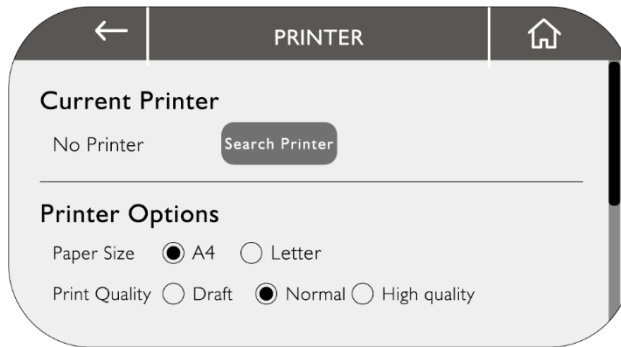 PRINTER
Current Printer
No Printer Search Printer
Printer Options
Paper Size A4 Letter
Print Quality Draft Normal High quality